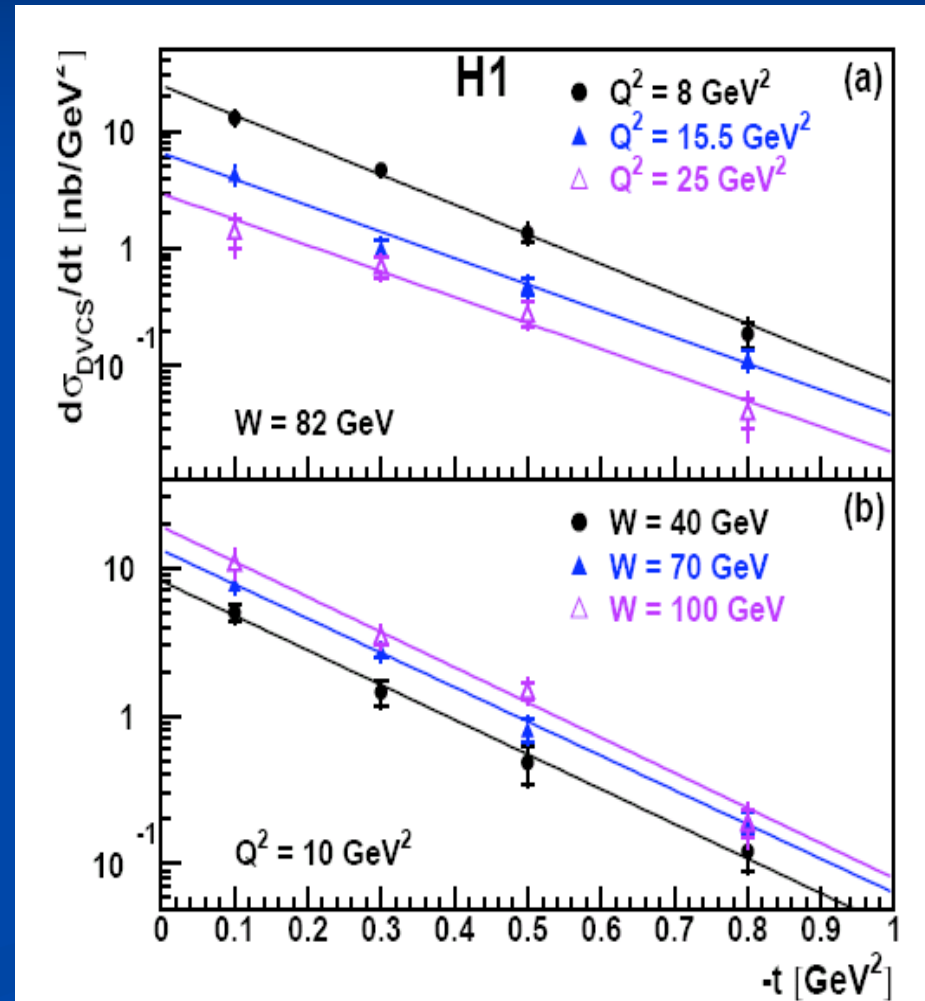 H1
(a)
● Q² = 8 GeV²
▲ Q² = 15.5 GeV²
△ Q² = 25 GeV²
dσDVCS/dt [nb/GeV²]
10
1
10⁻¹
W = 82 GeV
(b)
● W = 40 GeV
▲ W = 70 GeV
△ W = 100 GeV
10
1
10⁻¹
Q² = 10 GeV²
0 0.1 0.2 0.3 0.4 0.5 0.6 0.7 0.8 0.9 1
-t [GeV²]